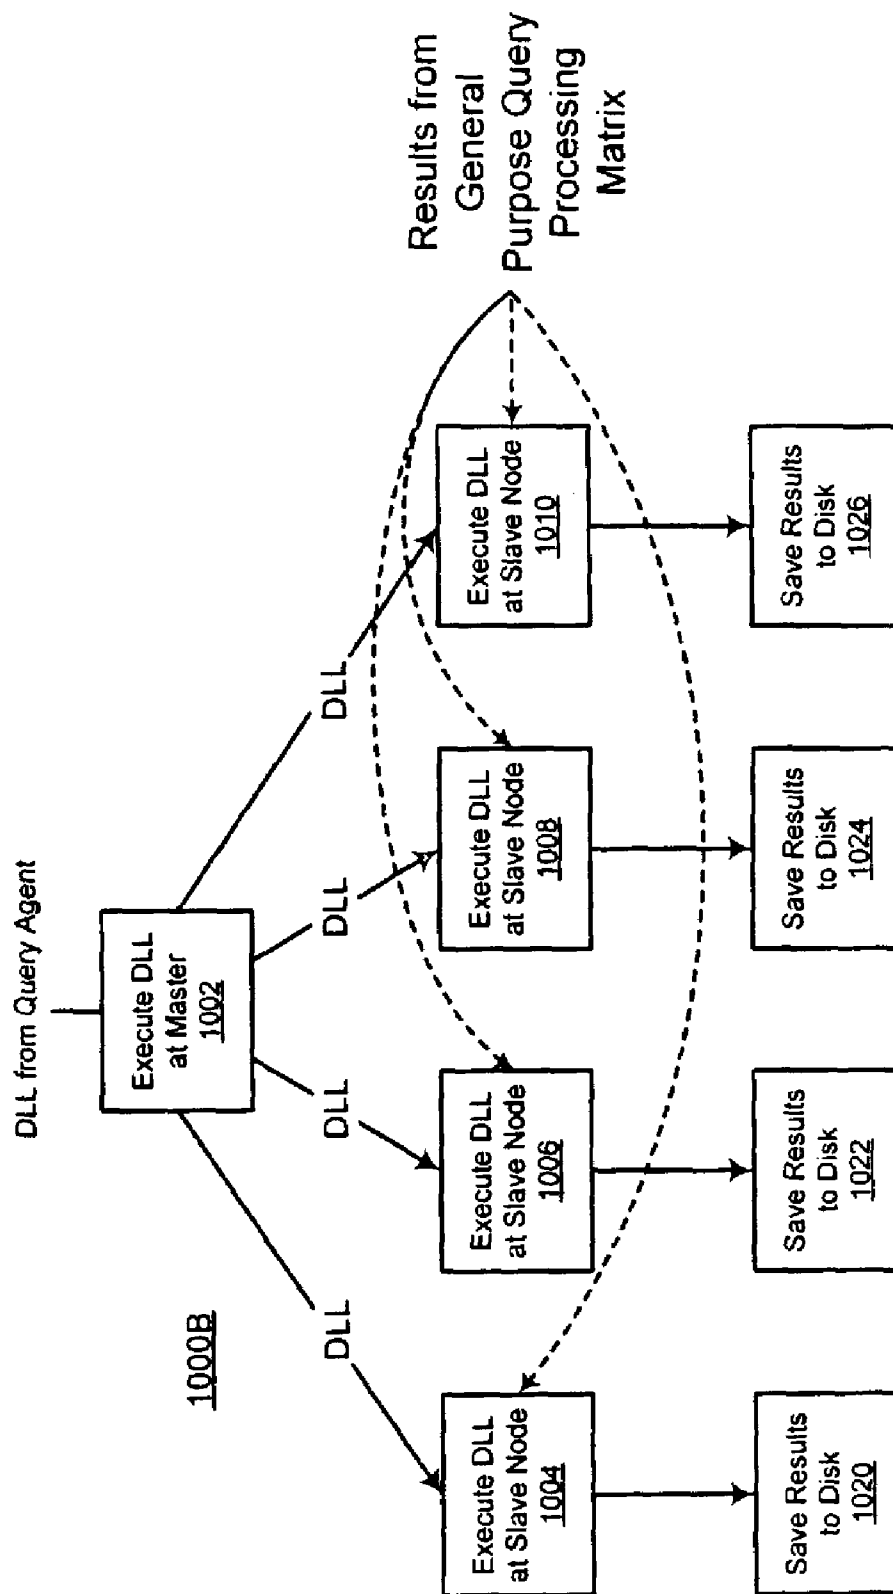 DLL from Query Agent
Execute DLL
at Master
1002
1000B
DLL
DLL
DLL
DLL
Results from
General
Purpose Query
Processing
Matrix
Execute DLL
at Slave Node
1004
Execute DLL
at Slave Node
1006
Execute DLL
at Slave Node
1008
Execute DLL
at Slave Node
1010
Save Results
to Disk
1020
Save Results
to Disk
1022
Save Results
to Disk
1024
Save Results
to Disk
1026